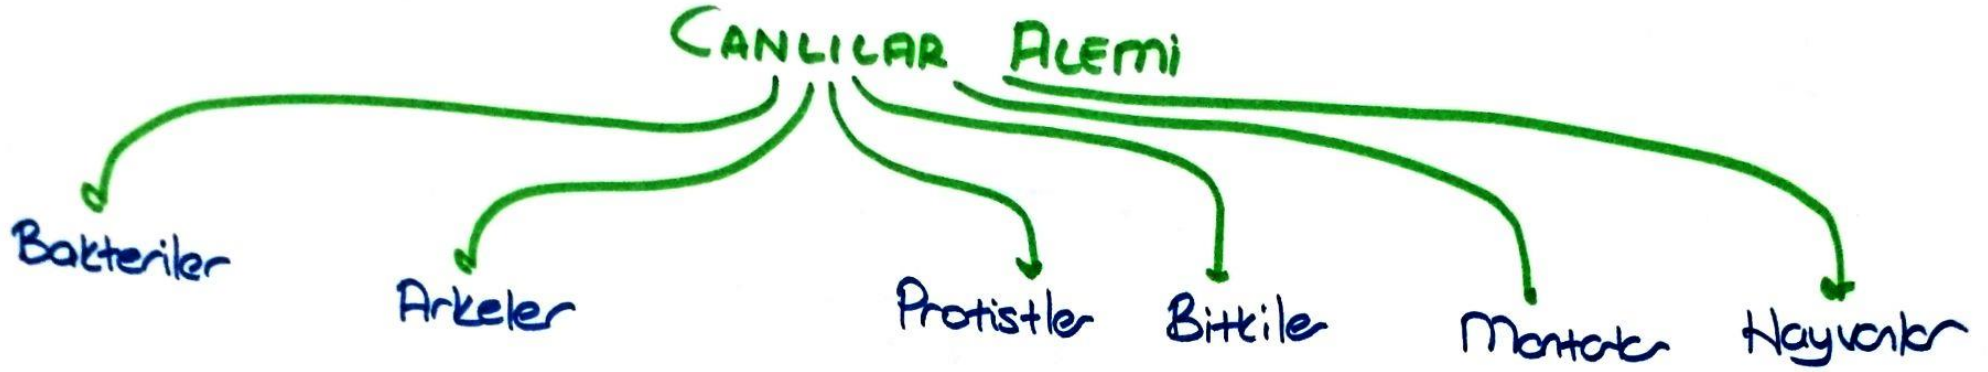 CANLILAR ALEMİ
Bakteriler
Arkeler
Protistler
Bitkiler
Mantarlar
Hayvanlar